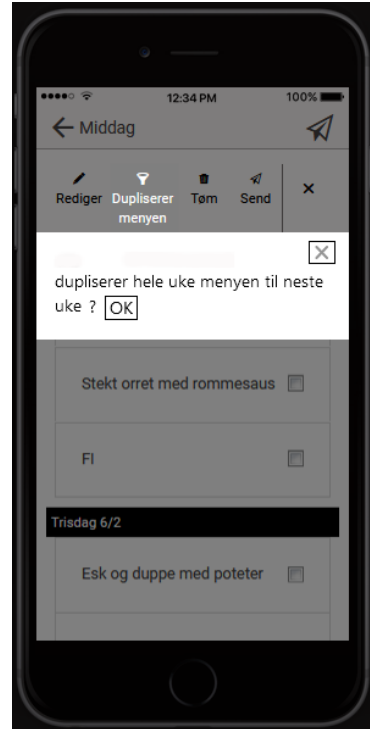 12:34 PM 100%
Middag
Rediger Dupliserer Tøm Send
menyen
dupliserer hele uke menyen til neste
uke ? OK
Stekt orret med rommesaus
FI
Trisdag 6/2
Esk og duppe med poteter